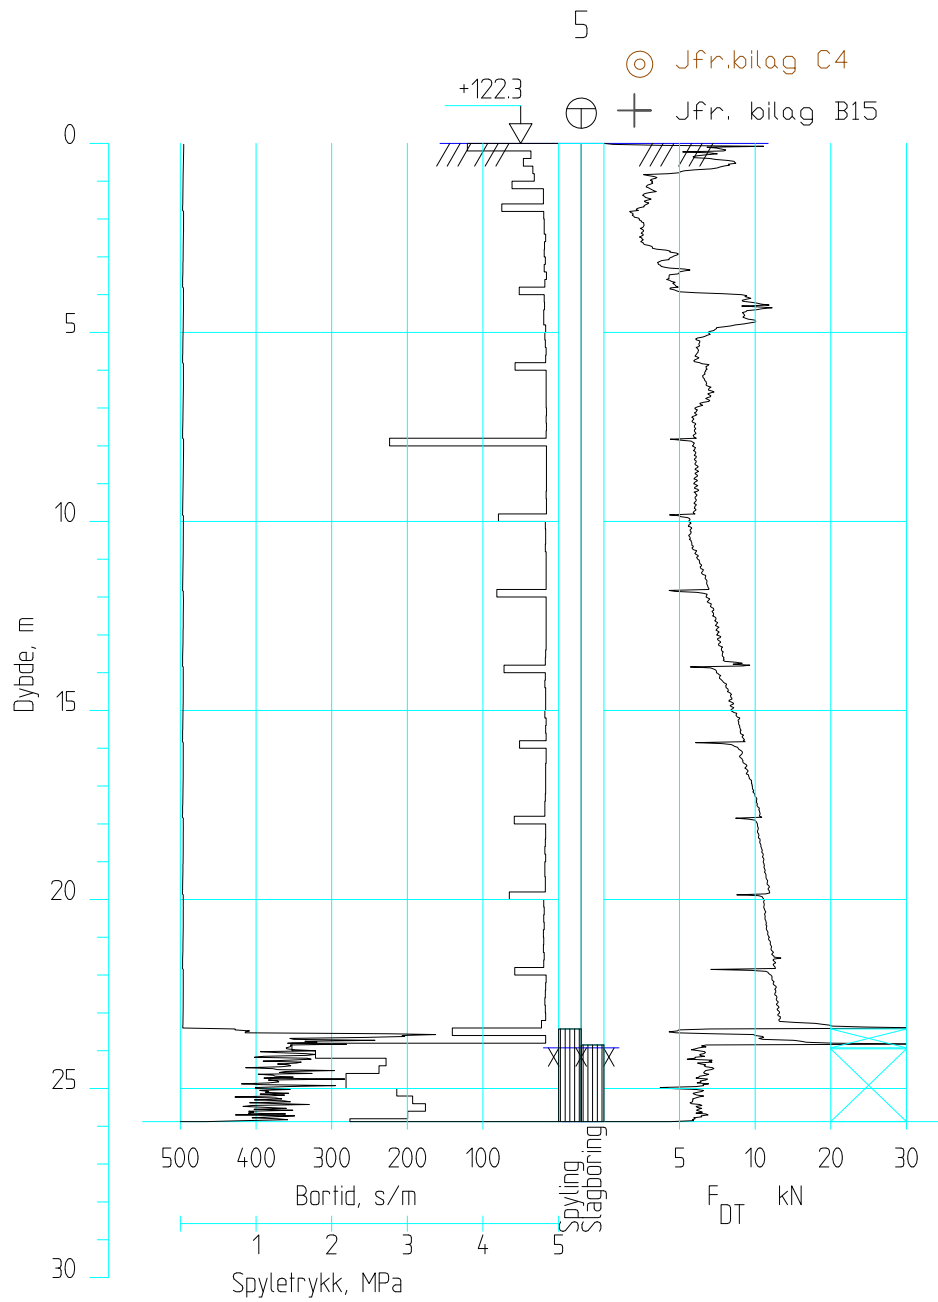 5
Jfr.bilag C4
+122.3
Jfr. bilag B15
0
5
10
Dybde, m
15
20
25
500 400 300 200 100 5 10 20 30
Bortid, s/m
Spyling
Slagboring
F DT kN
1 2 3 4 5
30
Spyletrykk, MPa